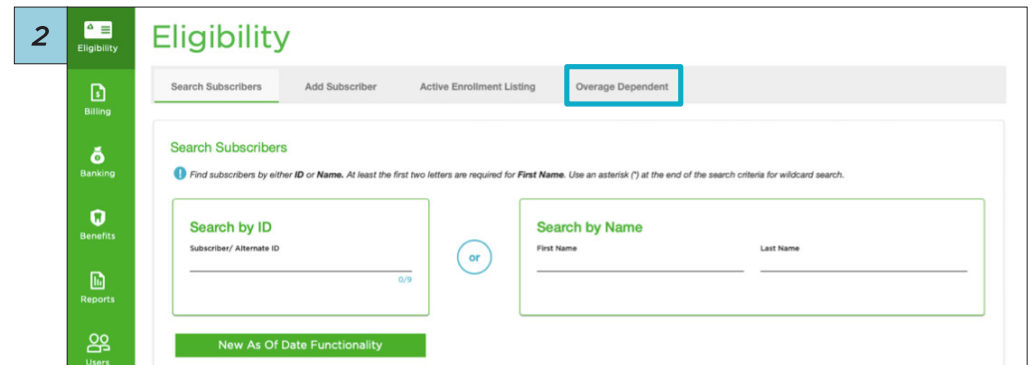 2
Eligibility
Billing
Banking
Benefits
Reports
Users
Eligibility
Search Subscribers Add Subscriber Active Enrollment Listing Overage Dependent
Search Subscribers
Find subscribers by either ID or Name. At least the first two letters are required for First Name. Use an asterisk (*) at the end of the search criteria for wildcard search.
Search by ID
Subscriber/ Alternate ID
0/9
or
Search by Name
First Name Last Name
New As Of Date Functionality